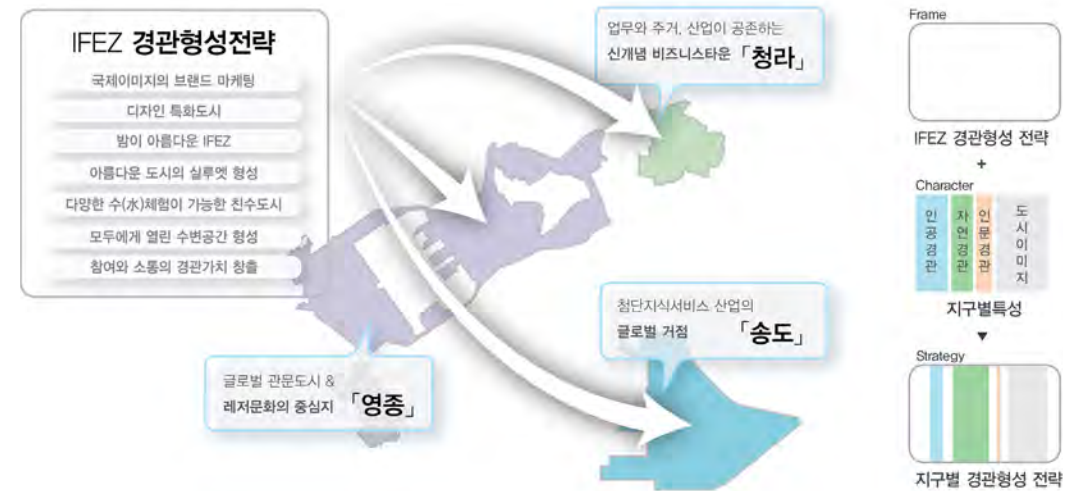 IFEZ 경관형성전략
국제이미지의 브랜드 마케팅
디자인 특화도시
밤이 아름다운 IFEZ
아름다운 도시의 실루엣 형성
다양한 수(水)체험이 가능한 친수도시
모두에게 열린 수변공간 형성
참여와 소통의 경관가치 창출
업무와 주거, 산업이 공존하는
신개념 비즈니스타운 「청라」
첨단지식서비스 산업의
글로벌 거점 「송도」
글로벌 관문도시 &
레저문화의 중심지 「영종」
Frame
IFEZ 경관형성 전략
+
Character
인공경관
자연경관
인문경관
도시이미지
지구별특성
▼
Strategy
지구별 경관형성 전략